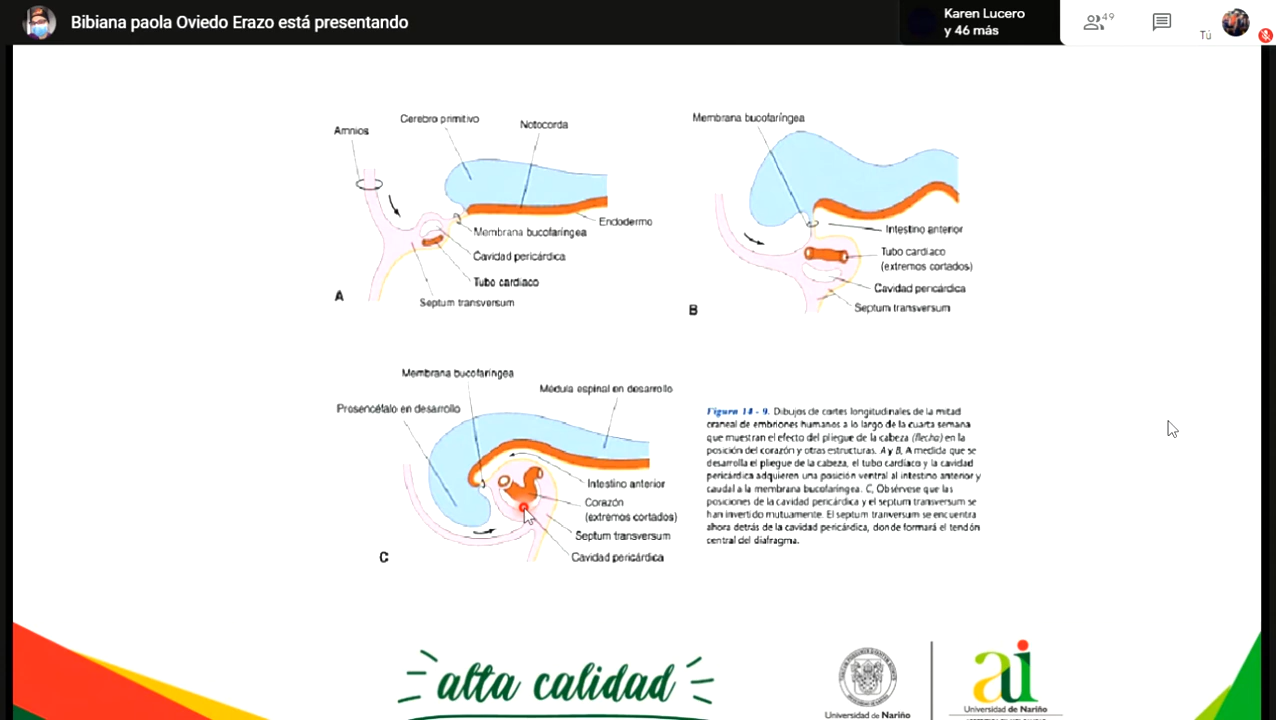 Bibiana paola Oviedo Erazo está presentando
Karen Lucero
y 46 más
49
Tú
Amnios
Cerebro primitivo
Notocorda
Endodermo
Membrana bucofaríngea
Cavidad pericárdica
Tubo cardiaco
Septum transversum
A
Membrana bucofaríngea
Intestino anterior
Tubo cardiaco
(extremos cortados)
Cavidad pericárdica
Septum transversum
B
Membrana bucofaríngea
Médula espinal en desarrollo
Prosencéfalo en desarrollo
Intestino anterior
Corazón
(extremos cortados)
Septum transversum
Cavidad pericárdica
C
Figura 14 - 9. Dibujos de cortes longitudinales de la mitad
craneal de embriones humanos a lo largo de la cuarta semana
que muestran el efecto del pliegue de la cabeza (flecha) en la
posición del corazón y otras estructuras. A y B, A medida que se
desarrolla el pliegue de la cabeza, el tubo cardíaco y la cavidad
pericárdica adquieren una posición ventral al intestino anterior y
caudal a la membrana bucofaríngea. C, Obsérvese que las
posiciones de la cavidad pericárdica y el septum transversum se
han invertido mutuamente. El septum transversum se encuentra
ahora detrás de la cavidad pericárdica, donde formará el tendón
central del diafragma.
alta calidad
Universidad de Nariño
ai
Universidad de Nariño